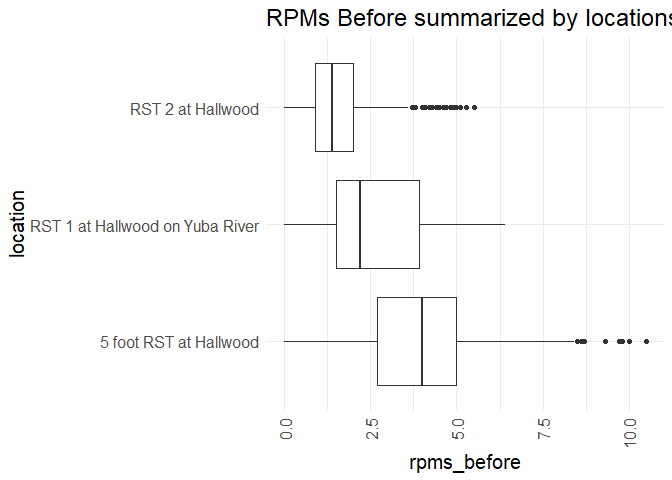 RPMs Before summarized by locations
RST 2 at Hallwood
RST 1 at Hallwood on Yuba River
5 foot RST at Hallwood
location
0.0
2.5
5.0
7.5
10.0
rpms_before